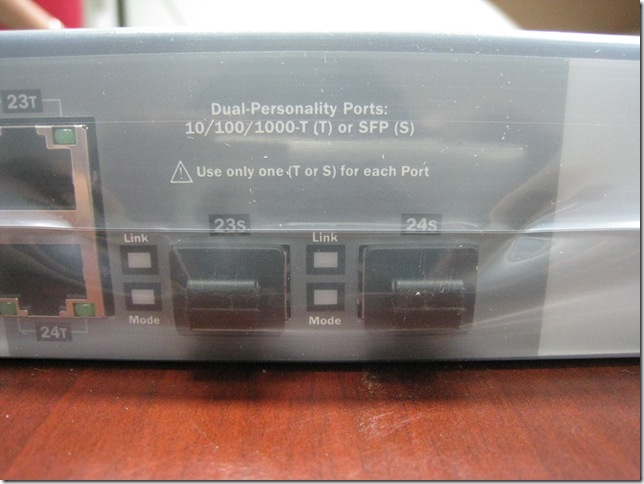 23T
Dual-Personality Ports:
10/100/1000-T (T) or SFP (S)
Use only one (T or S) for each Port
23S
24S
Link
Link
Mode
Mode
24T